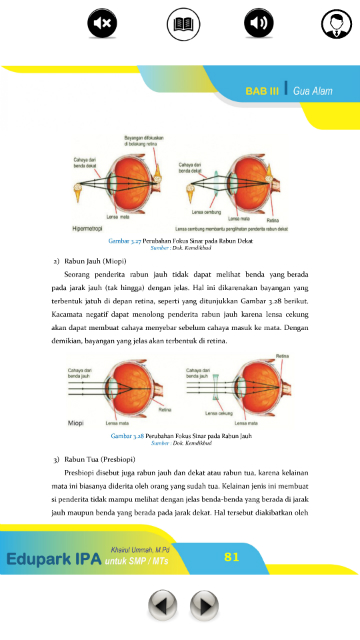 BAB III | Gua Alam
Bayangan difokuskan
di belakang retina
Cahaya dari
benda dekat
Lensa mata
Hipermetropi
Cahaya dari
benda dekat
Lensa cembung
Lensa mata
Retina
Lensa cembung membantu penglihatan penderita rabun dekat
Gambar 3.27 Perubahan Fokus Sinar pada Rabun Dekat
Sumber : Dok. Kemdikbud
2) Rabun Jauh (Miopi)
Seorang penderita rabun jauh tidak dapat melihat benda yang berada
pada jarak jauh (tak hingga) dengan jelas. Hal ini dikarenakan bayangan yang
terbentuk jatuh di depan retina, seperti yang ditunjukkan Gambar 3.28 berikut.
Kacamata negatif dapat menolong penderita rabun jauh karena lensa cekung
akan dapat membuat cahaya menyebar sebelum cahaya masuk ke mata. Dengan
demikian, bayangan yang jelas akan terbentuk di retina.
Cahaya dari
benda jauh
Retina
Miopi
Lensa mata
Cahaya dari
benda jauh
Retina
Lensa cekung
Lensa mata
Gambar 3.28 Perubahan Fokus Sinar pada Rabun Jauh
Sumber : Dok. Kemdikbud
3) Rabun Tua (Presbiopi)
Presbiopi disebut juga rabun jauh dan dekat atau rabun tua, karena kelainan
mata ini biasanya diderita oleh orang yang sudah tua. Kelainan jenis ini membuat
si penderita tidak mampu melihat dengan jelas benda-benda yang berada di jarak
jauh maupun benda yang berada pada jarak dekat. Hal tersebut diakibatkan oleh
Khairul Ummah, M.Pd
Edupark IPA untuk SMP / MTs
81